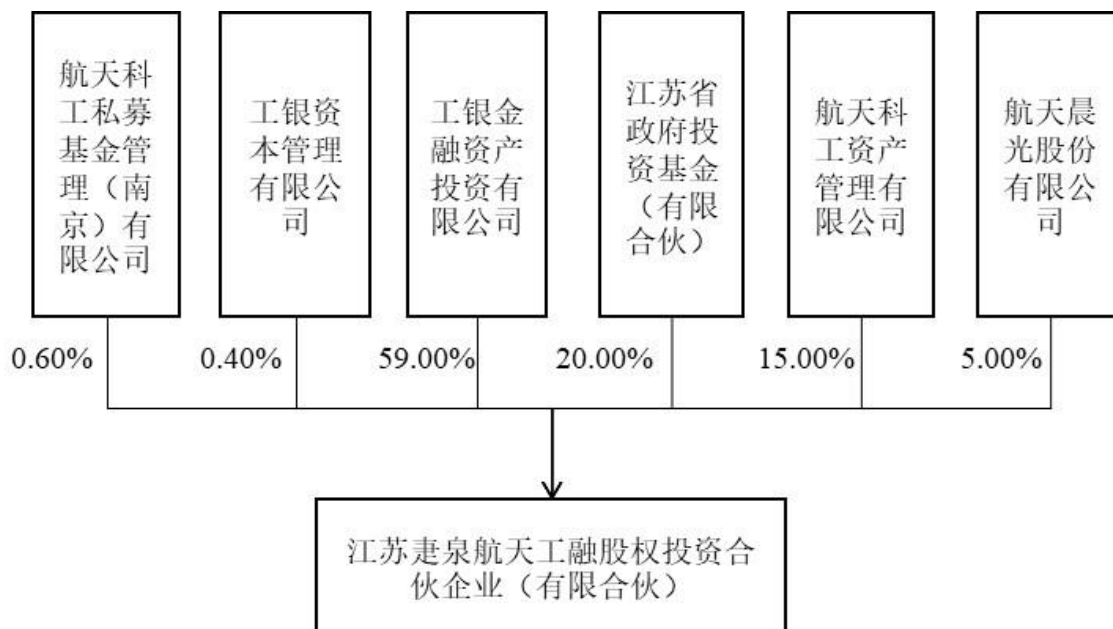 航天科
工私募
基金管
理（南
京）有
限公司
工银资
本管理
有限公
司
工银金
融资产
投资有
限公司
江苏省
政府投
资基金
（有限
合伙）
航天科
工资产
管理有
限公司
航天晨
光股份
有限公
司
0.60%
0.40%
59.00%
20.00%
15.00%
5.00%
江苏疌泉航天工融股权投资合
伙企业（有限合伙）